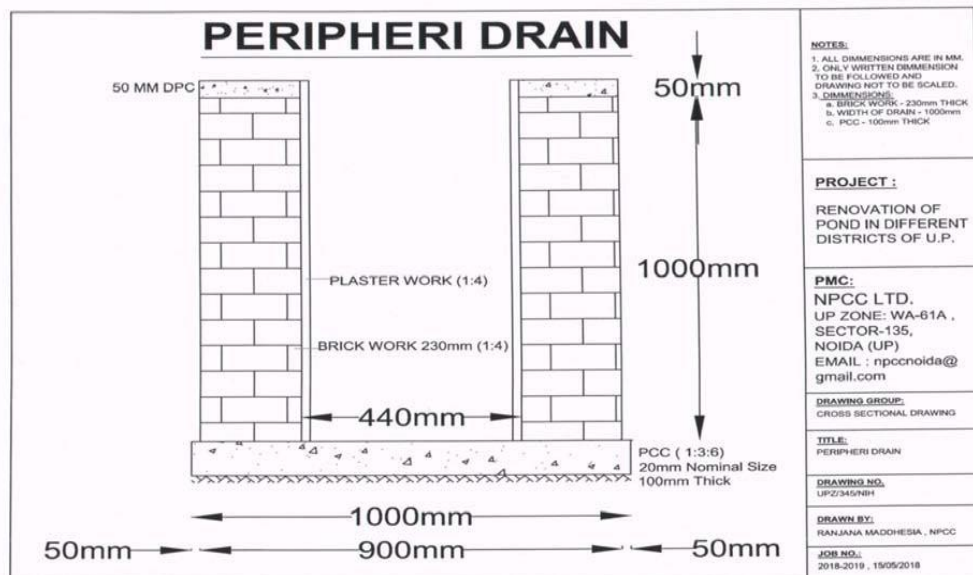 PERIPHERI DRAIN
50 MM DPC
50mm
1000mm
PLASTER WORK (1:4)
BRICK WORK 230mm (1:4)
440mm
PCC ( 1:3:6)
20mm Nominal Size
100mm Thick
1000mm
50mm
900mm
50mm
NOTES:
1. ALL DIMMENSIONS ARE IN MM.
2. ONLY WRITTEN DIMMENSION
TO BE FOLLOWED AND
DRAWING NOT TO BE SCALED.
3. DIMMENSIONS:
a. BRICK WORK - 230mm THICK
b. WIDTH OF DRAIN - 1000mm
c. PCC - 100mm THICK
PROJECT :
RENOVATION OF
POND IN DIFFERENT
DISTRICTS OF U.P.
PMC:
NPCC LTD.
UP ZONE: WA-61A ,
SECTOR-135,
NOIDA (UP)
EMAIL : npccnoida@
gmail.com
DRAWING GROUP:
CROSS SECTIONAL DRAWING
TITLE:
PERIPHERI DRAIN
DRAWING NO.
UPZ/345/NIH
DRAWN BY:
RANJANA MADDHESIA , NPCC
JOB NO.:
2018-2019 , 15/05/2018